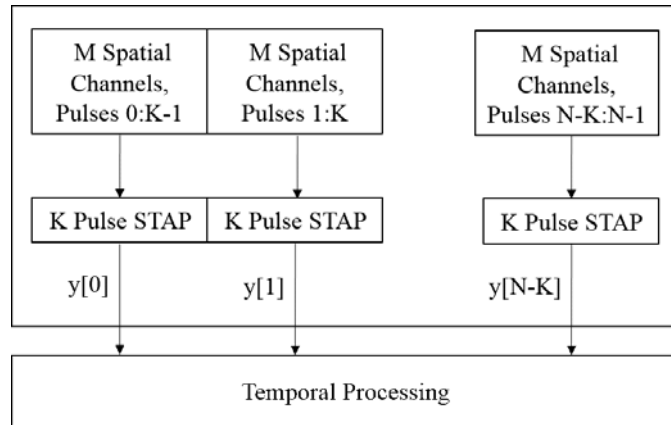 M Spatial
Channels,
Pulses 0:K-1
M Spatial
Channels,
Pulses 1:K
M Spatial
Channels,
Pulses N-K:N-1
K Pulse STAP
K Pulse STAP
K Pulse STAP
y[0]
y[1]
y[N-K]
Temporal Processing